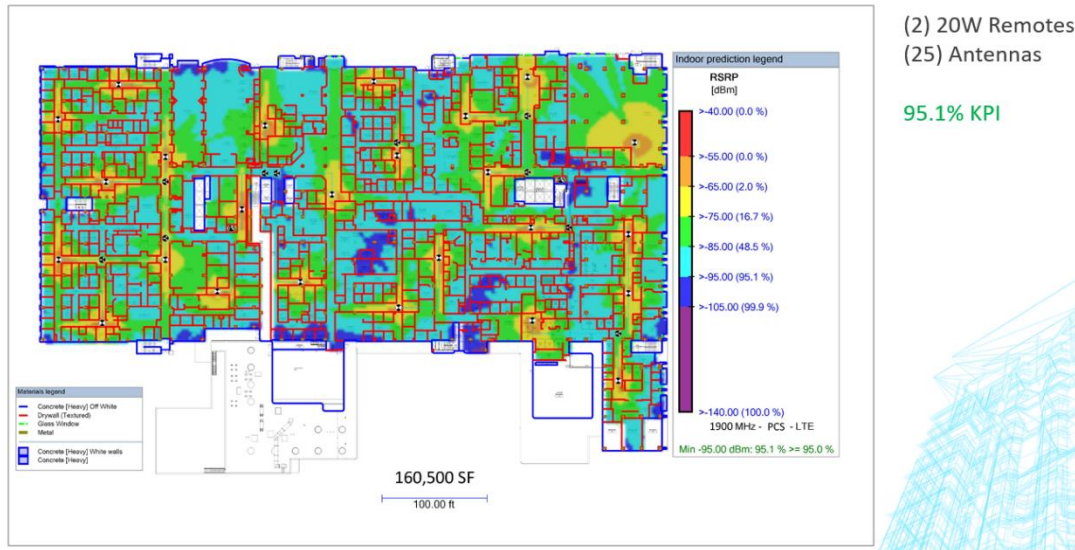 (2) 20W Remotes
(25) Antennas
95.1% KPI
Indoor prediction legend
RSRP
[dBm]
>-40.00 (0.0 %)
>-55.00 (0.0 %)
>-65.00 (2.0 %)
>-75.00 (16.7 %)
>-85.00 (48.5 %)
>-95.00 (95.1 %)
>-105.00 (99.9 %)
>-140.00 (100.0 %)
1900 MHz - PCS - LTE
Min -95.00 dBm: 95.1 % >= 95.0 %
Materials legend
Concrete [Heavy] Off White
Drywall (Textured)
Glass Window
Metal
Concrete [Heavy] White walls
Concrete [Heavy]
160,500 SF
100.00 ft